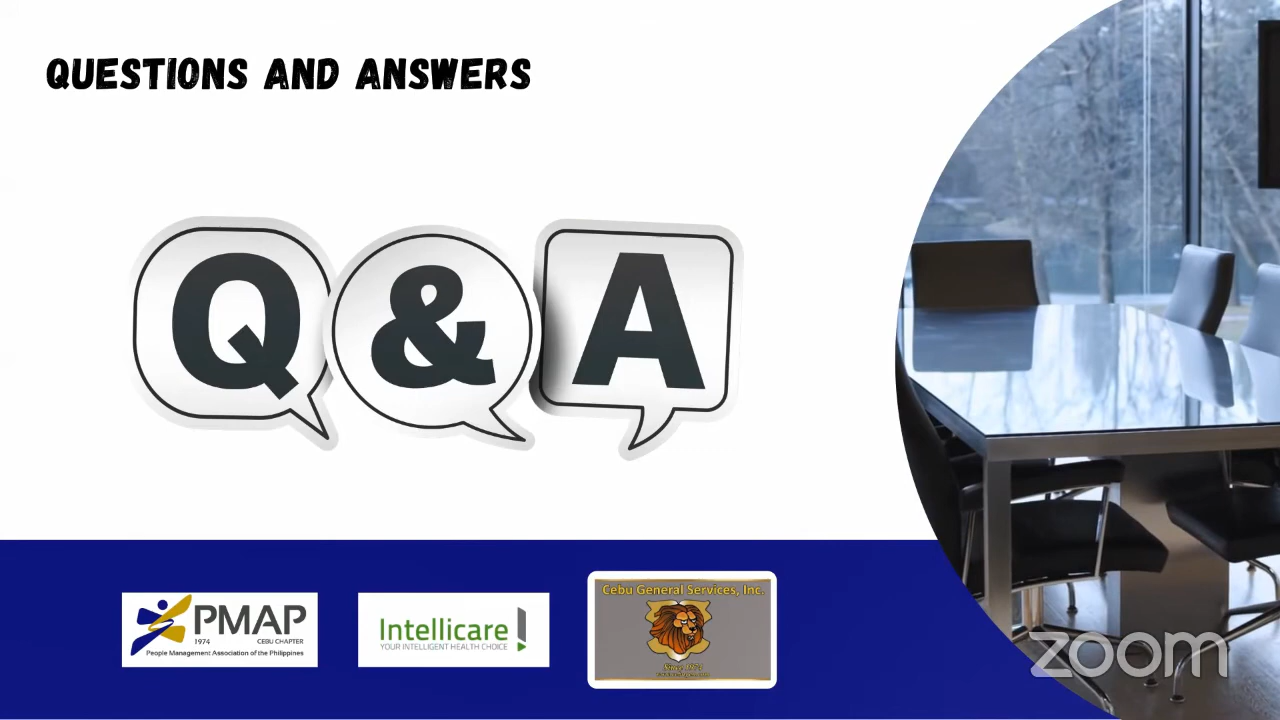 QUESTIONS AND ANSWERS
Q & A
PMAP
1974 CEBU CHAPTER
People Management Association of the Philippines
Intellicare
YOUR INTELLIGENT HEALTH CHOICE
Cebu General Services, Inc.
zoom